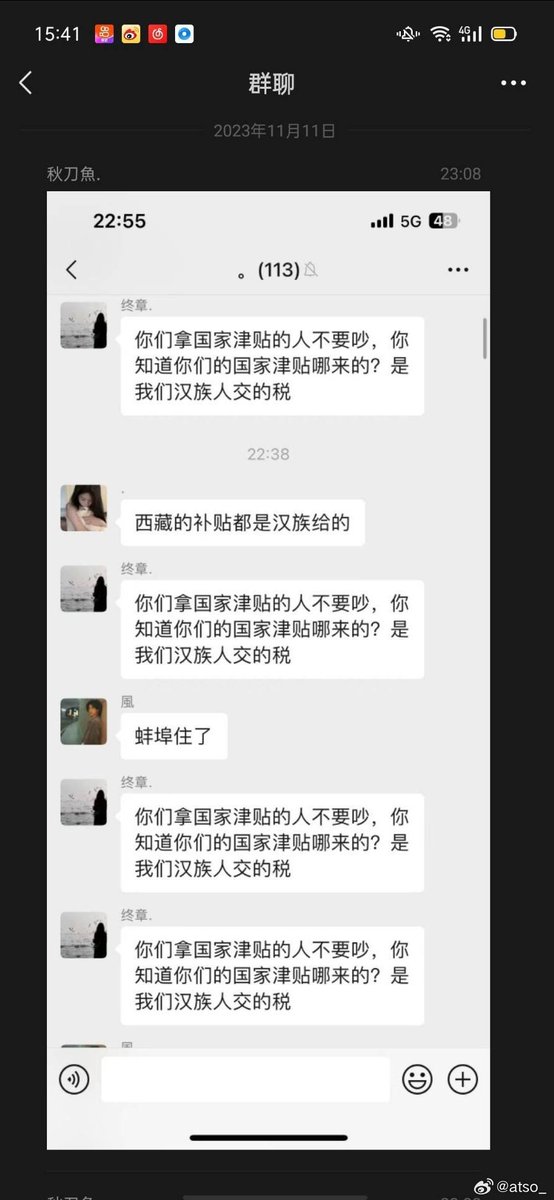 15:41
4G
群聊
2023年11月11日
秋刀魚.
23:08
22:55
5G
48
。(113)
终章.
你们拿国家津贴的人不要吵，你
知道你们的国家津贴哪来的？是
我们汉族人交的税
22:38
.
西藏的补贴都是汉族给的
终章.
你们拿国家津贴的人不要吵，你
知道你们的国家津贴哪来的？是
我们汉族人交的税
風
蚌埠住了
终章.
你们拿国家津贴的人不要吵，你
知道你们的国家津贴哪来的？是
我们汉族人交的税
终章.
你们拿国家津贴的人不要吵，你
知道你们的国家津贴哪来的？是
我们汉族人交的税
@atso_